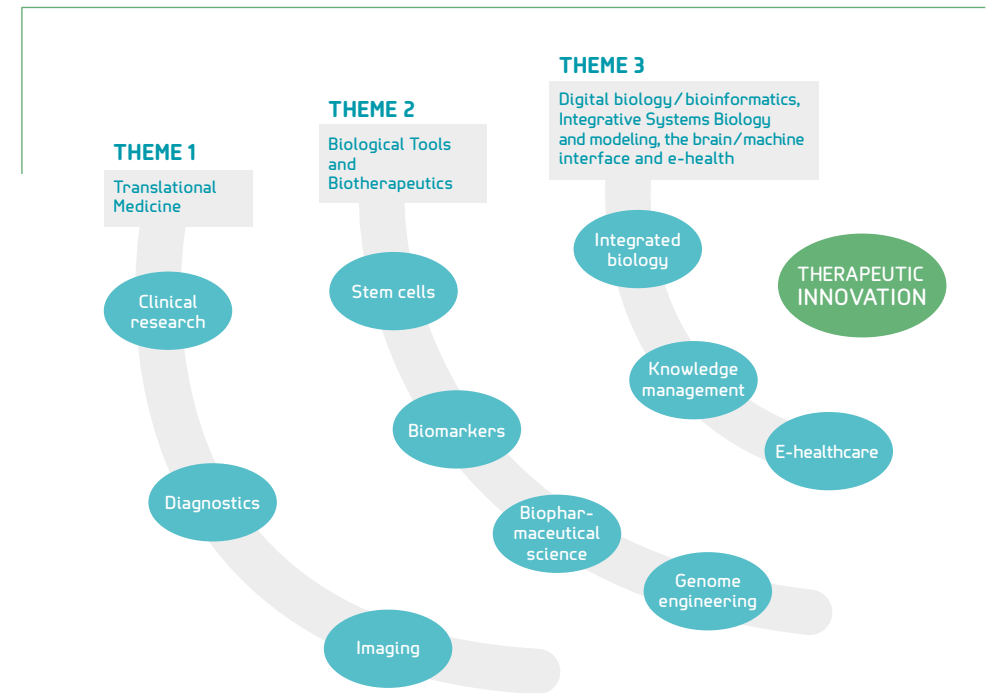 THEME 1
Translational
Medicine
Clinical
research
Diagnostics
Imaging
THEME 2
Biological Tools
and
Biotherapeutics
Stem cells
Biomarkers
Biophar-
maceutical
science
Genome
engineering
THEME 3
Digital biology/bioinformatics,
Integrative Systems Biology
and modeling, the brain/machine
interface and e-health
Integrated
biology
Knowledge
management
E-healthcare
THERAPEUTIC
INNOVATION